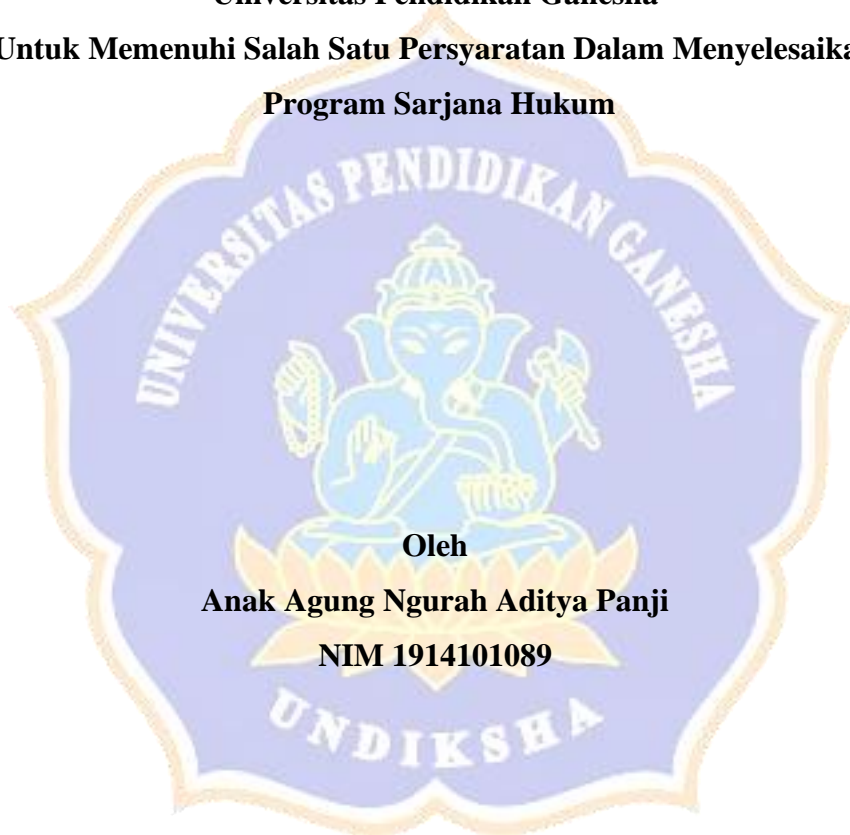 Universitas Pendidikan Ganesha
Untuk Memenuhi Salah Satu Persyaratan Dalam Menyelesaika
Program Sarjana Hukum
UNIVERSITAS PENDIDIKAN GANESHA
Oleh
Anak Agung Ngurah Aditya Panji
NIM 1914101089
UNDIKSHA